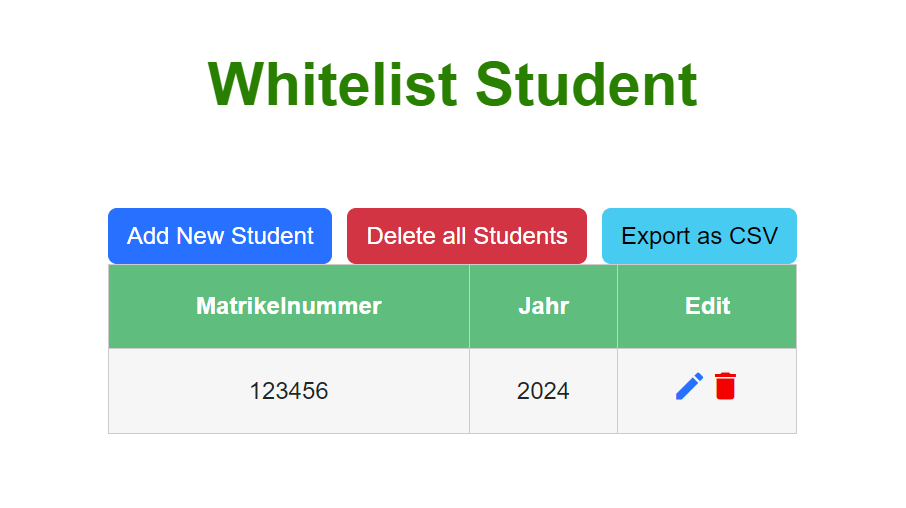 Whitelist Student
Add New Student Delete all Students Export as CSV
Matrikelnummer Jahr Edit
123456 2024